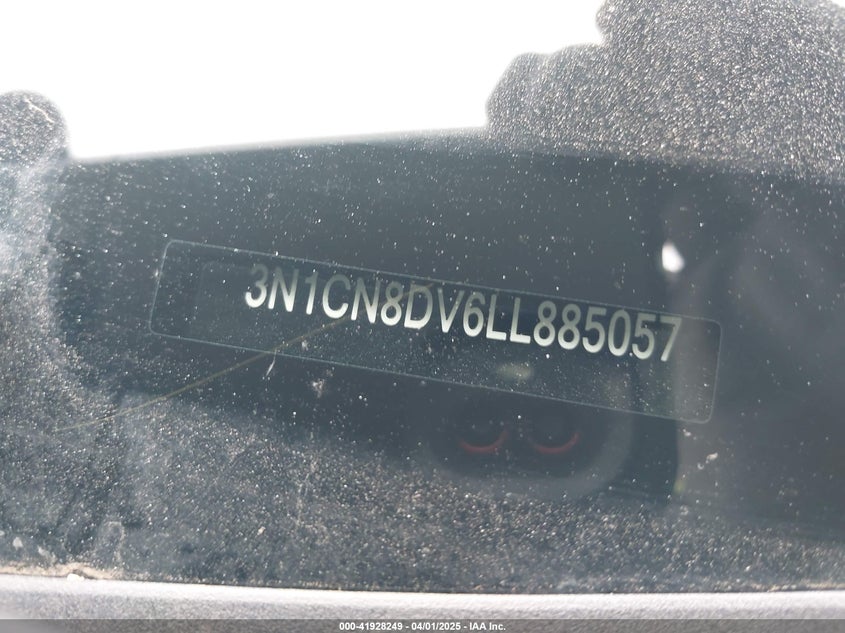 3N1CN8DV6LL885057
000-41928249 - 04/01/2025 - IAA Inc.